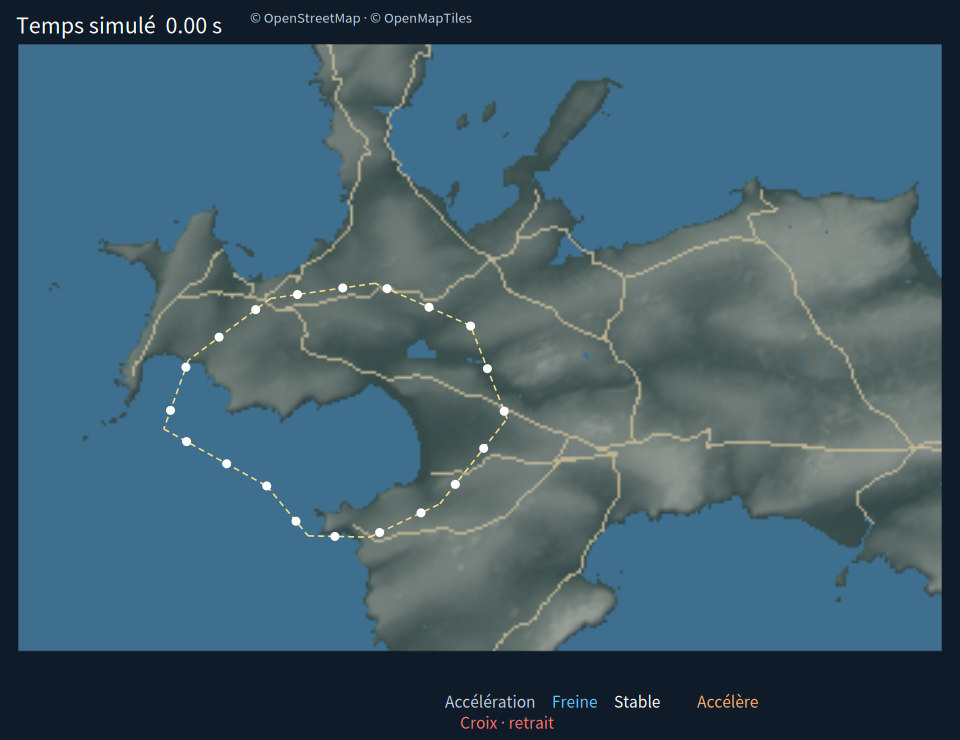 Temps simulé 0.00 s
© OpenStreetMap · © OpenMapTiles
Accélération Freine Stable Accélère
Croix · retrait